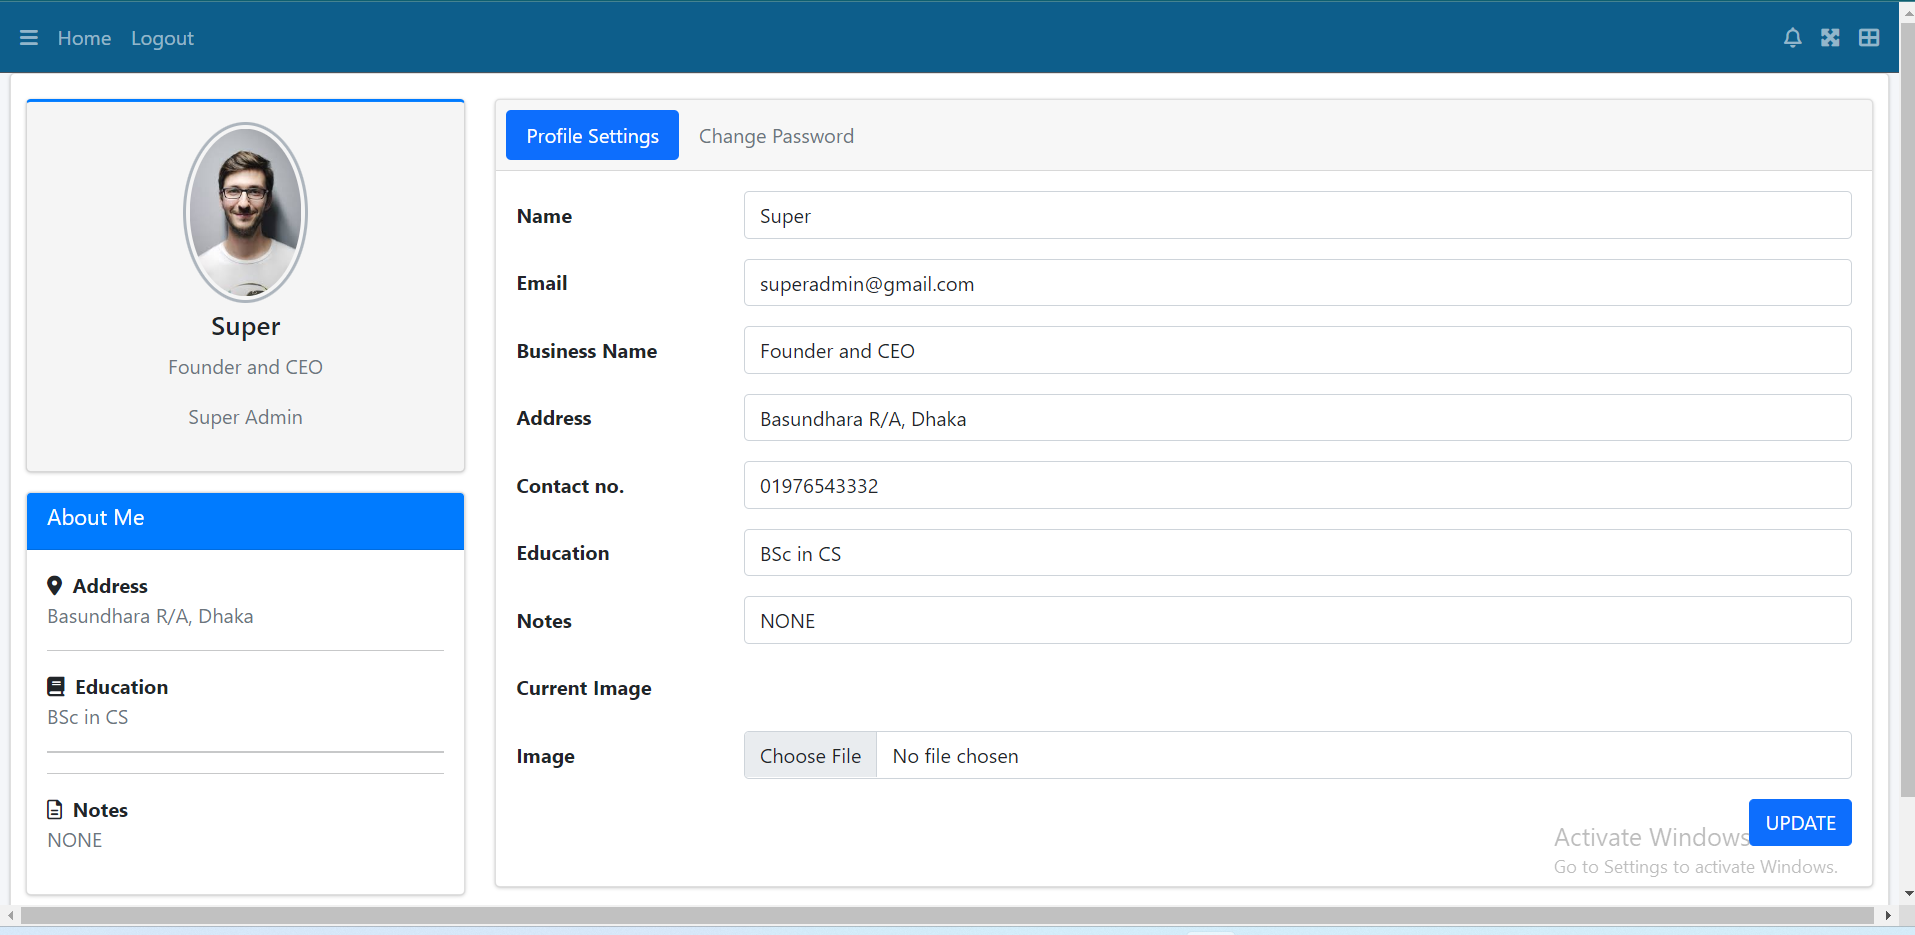 Home Logout
Super
Founder and CEO
Super Admin
About Me
Address
Basundhara R/A, Dhaka
Education
BSc in CS
Notes
NONE
Profile Settings Change Password
Name Super
Email superadmin@gmail.com
Business Name Founder and CEO
Address Basundhara R/A, Dhaka
Contact no. 01976543332
Education BSc in CS
Notes NONE
Current Image
Image Choose File No file chosen
UPDATE
Activate Windows
Go to Settings to activate Windows.